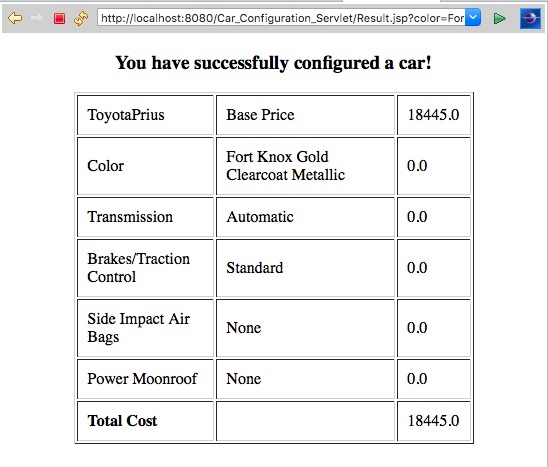 http://localhost:8080/Car_Configuration_Servlet/Result.jsp?color=For
You have successfully configured a car!
ToyotaPrius Base Price 18445.0
Color Fort Knox Gold Clearcoat Metallic 0.0
Transmission Automatic 0.0
Brakes/Traction Control Standard 0.0
Side Impact Air Bags None 0.0
Power Moonroof None 0.0
Total Cost 18445.0